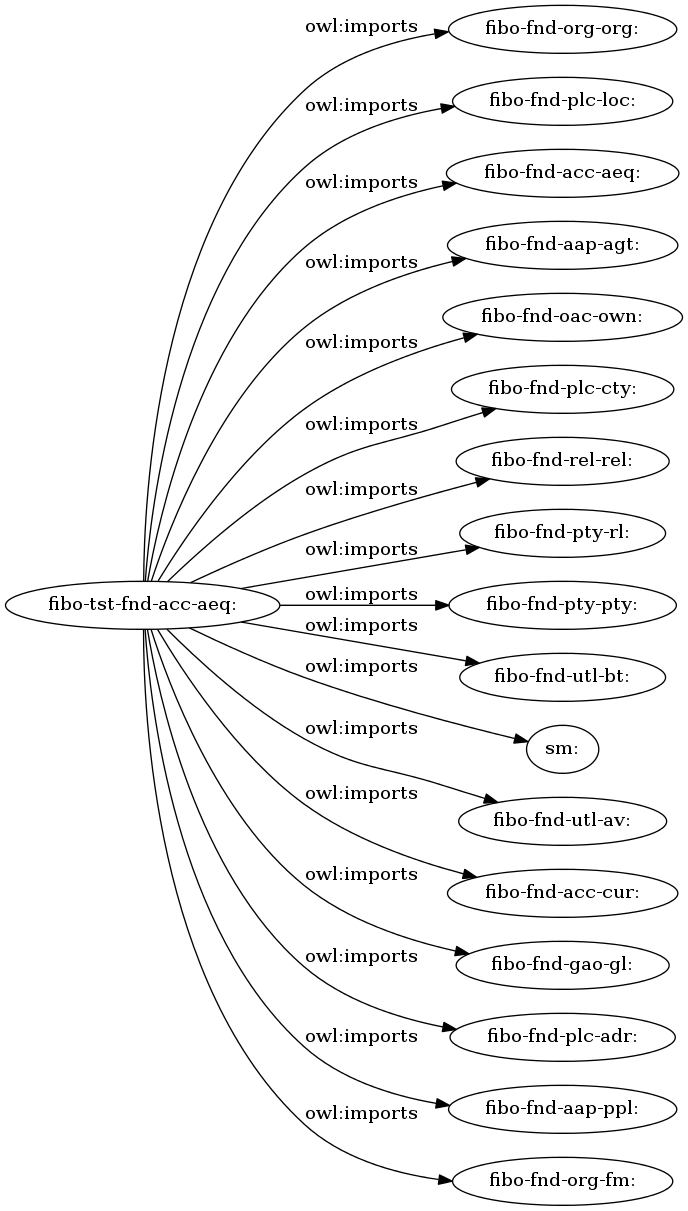 owl:imports
fibo-fnd-org-org:
owl:imports
fibo-fnd-plc-loc:
owl:imports
fibo-fnd-acc-aeq:
owl:imports
fibo-fnd-aap-agt:
owl:imports
fibo-fnd-oac-own:
owl:imports
fibo-fnd-plc-cty:
owl:imports
fibo-fnd-rel-rel:
owl:imports
fibo-fnd-pty-rl:
fibo-tst-fnd-acc-aeq:
owl:imports
fibo-fnd-pty-pty:
owl:imports
fibo-fnd-utl-bt:
owl:imports
sm:
owl:imports
fibo-fnd-utl-av:
owl:imports
fibo-fnd-acc-cur:
owl:imports
fibo-fnd-gao-gl:
owl:imports
fibo-fnd-plc-adr:
owl:imports
fibo-fnd-aap-ppl:
owl:imports
fibo-fnd-org-fm: